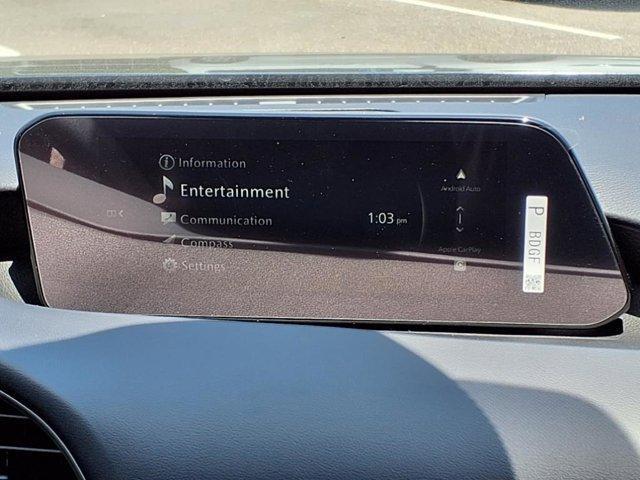 Information
Entertainment
Communication
Compass
Settings
1:03 pm
Android Auto
Apple CarPlay
P BDGF